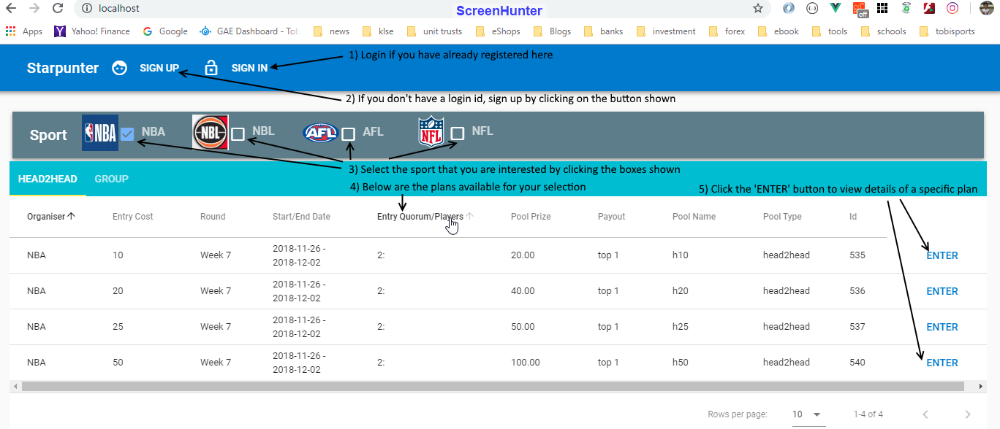 localhost
ScreenHunter
off
Apps Yahoo! Finance Google GAE Dashboard - Tob news klse unit trusts eShops Blogs banks investment forex ebook tools schools tobisports
1) Login if you have already registered here
Starpunter SIGN UP SIGN IN
2) If you don't have a login id, sign up by clicking on the button shown
Sport NBA NBA NBL NBL AFL AFL NFL NFL
3) Select the sport that you are interested by clicking the boxes shown
HEAD2HEAD GROUP
4) Below are the plans available for your selection
5) Click the 'ENTER' button to view details of a specific plan
Organiser Entry Cost Round Start/End Date Entry Quorum/Players Pool Prize Payout Pool Name Pool Type Id
NBA 10 Week 7 2018-11-26 - 2: 20.00 top 1 h10 head2head 535 ENTER
2018-12-02
NBA 20 Week 7 2018-11-26 - 2: 40.00 top 1 h20 head2head 536 ENTER
2018-12-02
NBA 25 Week 7 2018-11-26 - 2: 50.00 top 1 h25 head2head 537 ENTER
2018-12-02
NBA 50 Week 7 2018-11-26 - 2: 100.00 top 1 h50 head2head 540 ENTER
2018-12-02
Rows per page: 10 1-4 of 4